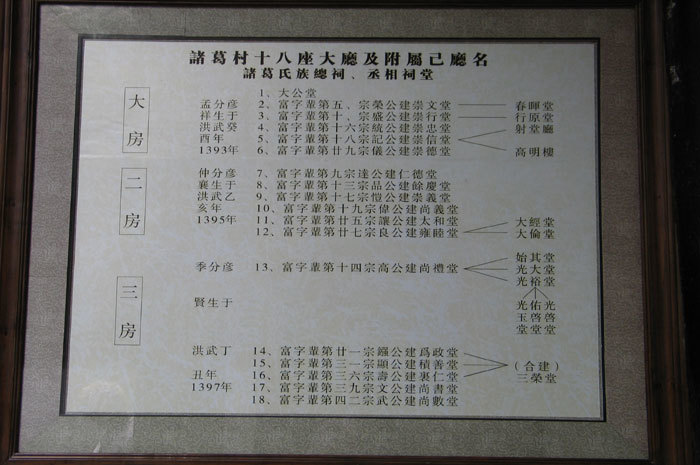 諸葛村十八座大廳及附屬己廳名
諸葛氏族總祠、丞相祠堂
大房
1、大公堂
孟分彦 2、富字輩第五、宗榮公建崇文堂 春暉堂
祥生于 3、富字輩第十、宗盛公建崇行堂 行原堂
洪武癸 4、富字輩第十六宗統公建崇忠堂 射堂廳
酉年 5、富字輩第十八宗記公建崇信堂
1393年 6、富字輩第廿九宗儀公建崇德堂 高明樓
二房
仲分彦 7、富字輩第九宗達公建仁德堂
襄生于 8、富字輩第十三宗品公建餘慶堂
洪武乙 9、富字輩第十七宗愷公建崇義堂
亥年 10、富字輩第十九宗偉公建尚義堂
1395年 11、富字輩第廿五宗讓公建太和堂 大經堂
12、富字輩第廿七宗良公建雍睦堂 大倫堂
三房
始其堂
季分彦 13、富字輩第十四宗高公建尚禮堂 光大堂
光裕堂
賢生于 光玉堂 佑啓堂 光啓堂
洪武丁 14、富字輩第廿一宗鏹公建爲政堂
15、富字輩第三一宗顯公建積善堂 (合建)
丑年 16、富字輩第三六宗壽公建裏仁堂 三榮堂
1397年 17、富字輩第三九宗文公建尚書堂
18、富字輩第四二宗武公建尚數堂